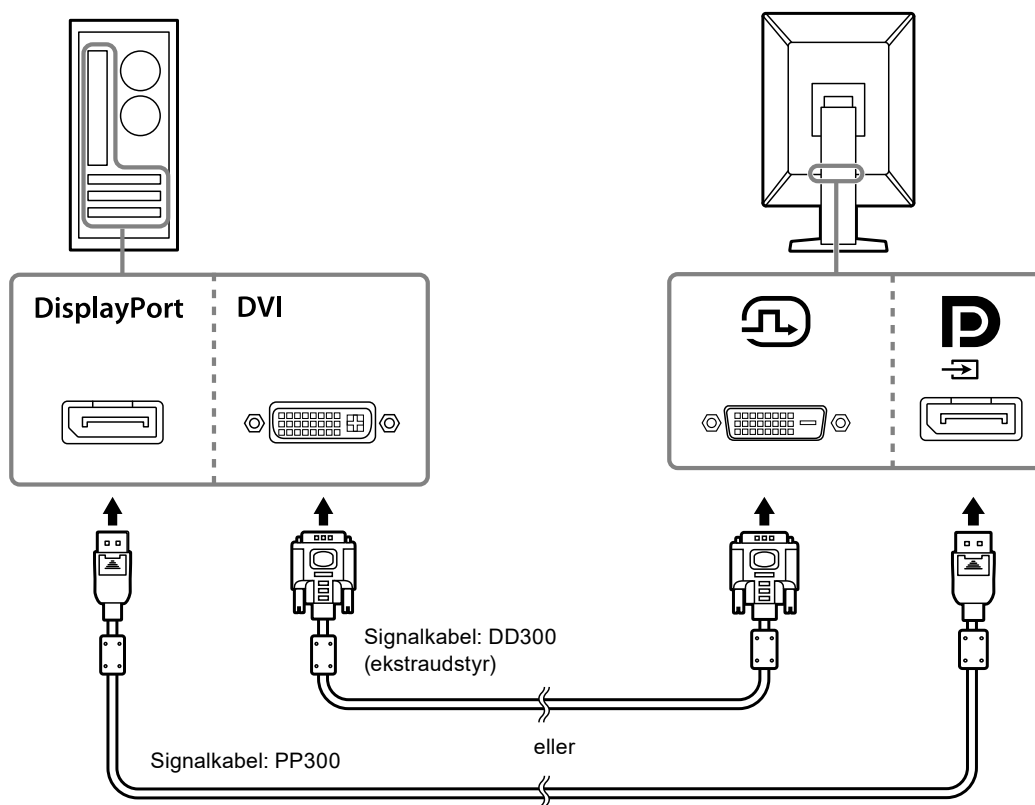 DisplayPort
DVI
Signalkabel: DD300
(ekstraudstyr)
eller
Signalkabel: PP300